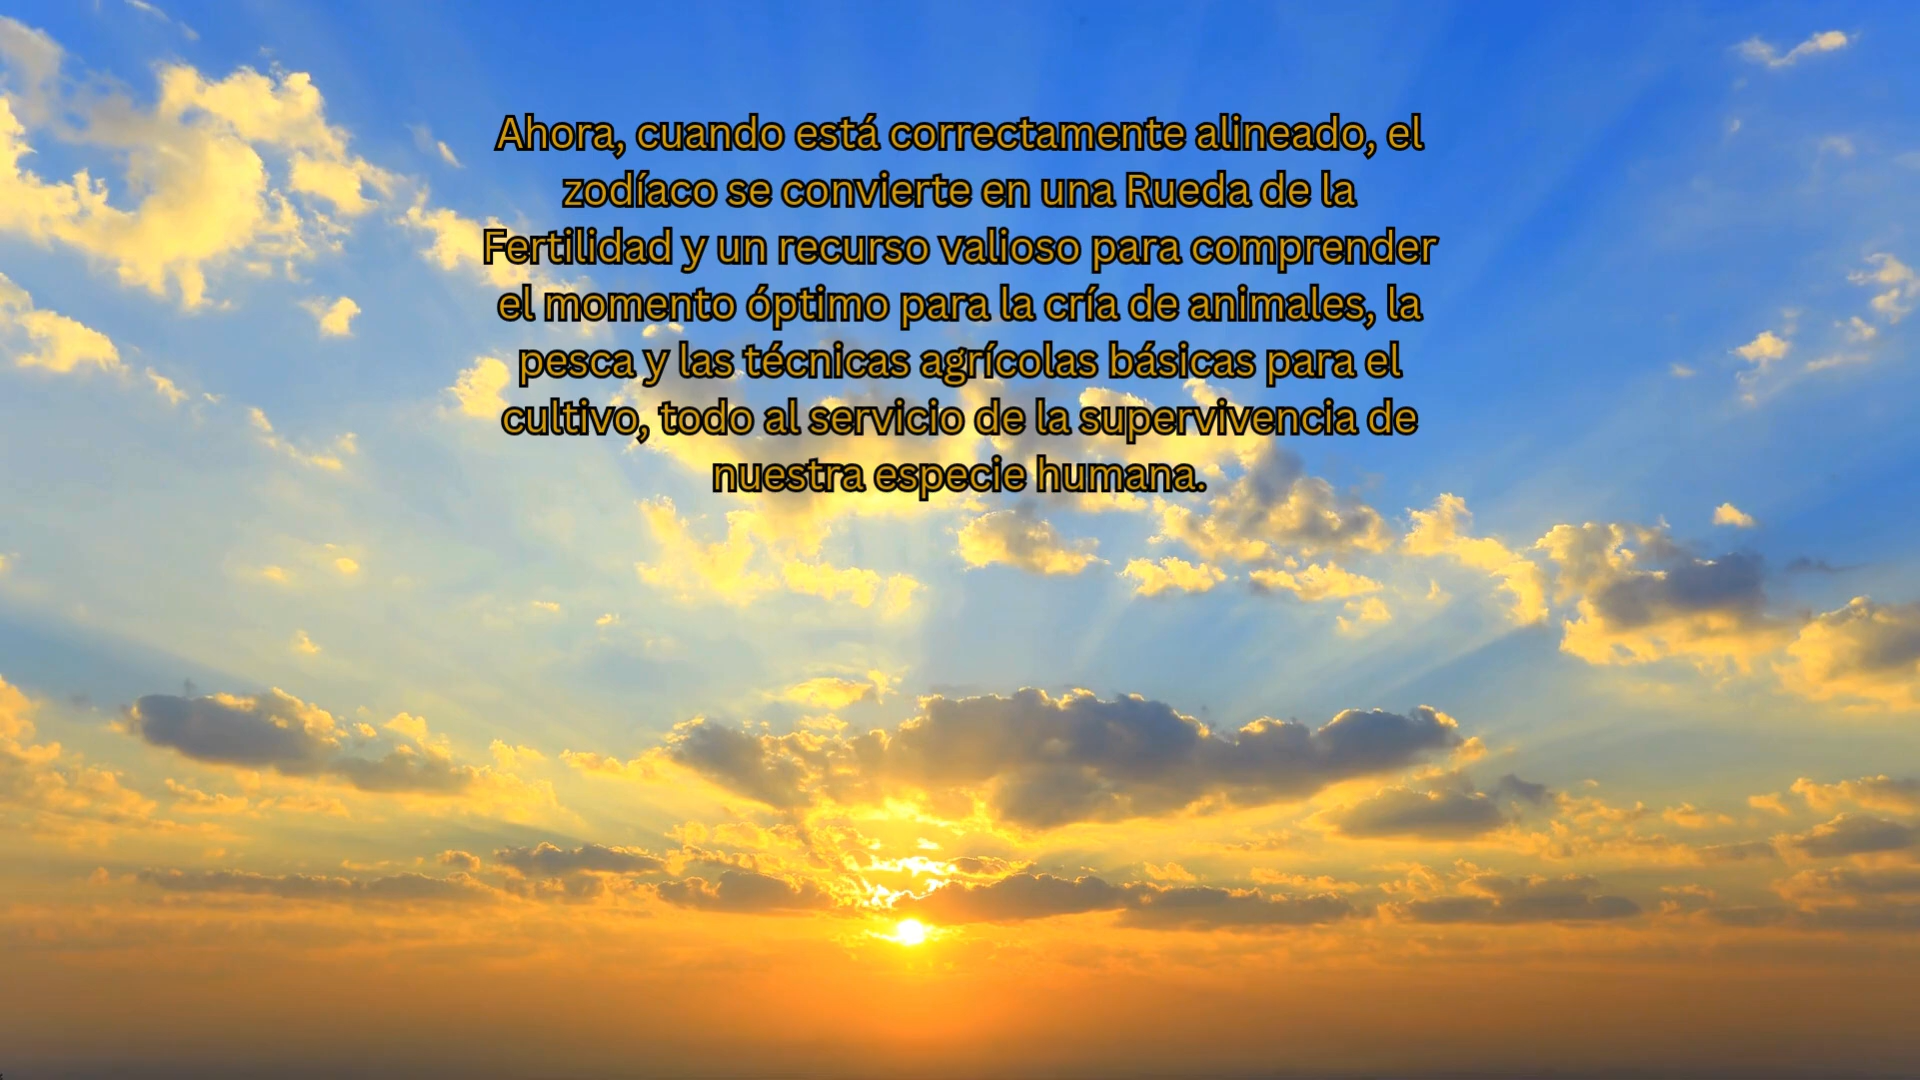 Ahora, cuando está correctamente alineado, el
zodíaco se convierte en una Rueda de la
Fertilidad y un recurso valioso para comprender
el momento óptimo para la cría de animales, la
pesca y las técnicas agrícolas básicas para el
cultivo, todo al servicio de la supervivencia de
nuestra especie humana.